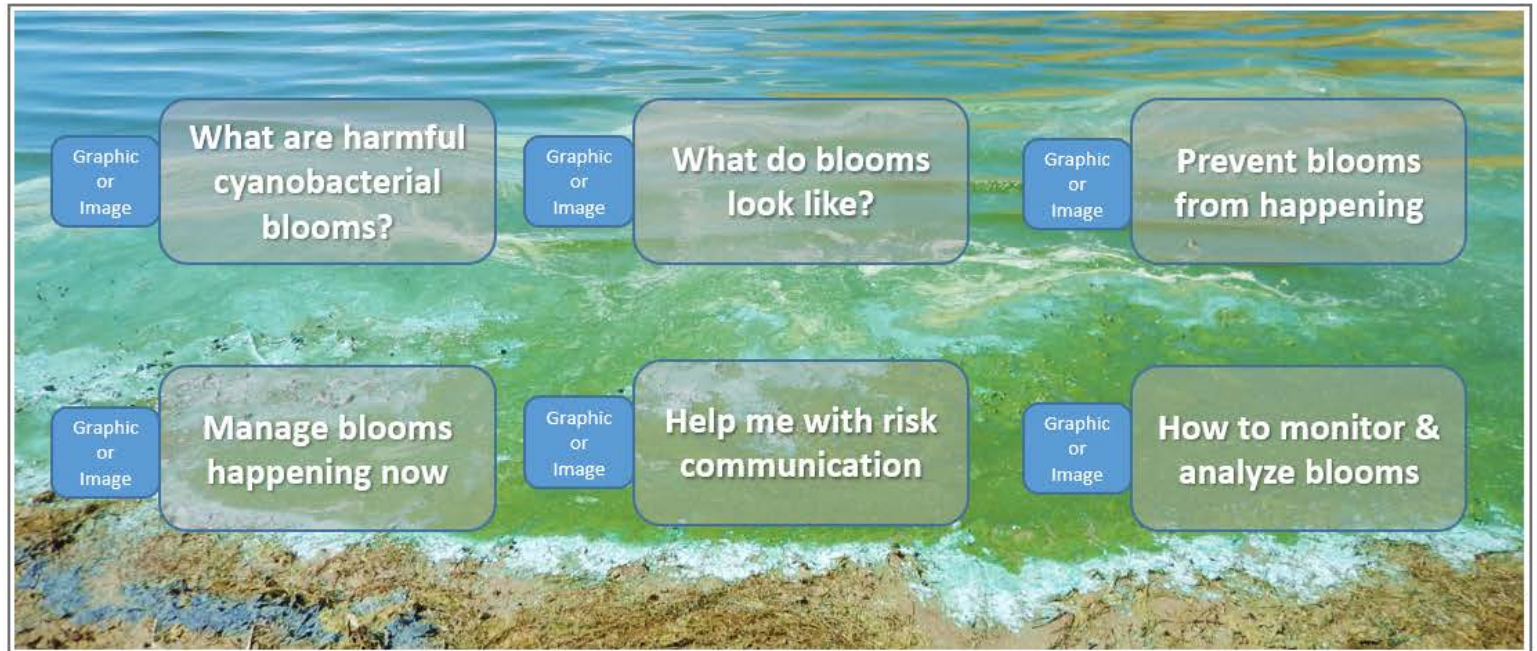 Graphic
or
Image
What are harmful
cyanobacterial
blooms?
Graphic
or
Image
What do blooms
look like?
Graphic
or
Image
Prevent blooms
from happening
Graphic
or
Image
Manage blooms
happening now
Graphic
or
Image
Help me with risk
communication
Graphic
or
Image
How to monitor &
analyze blooms